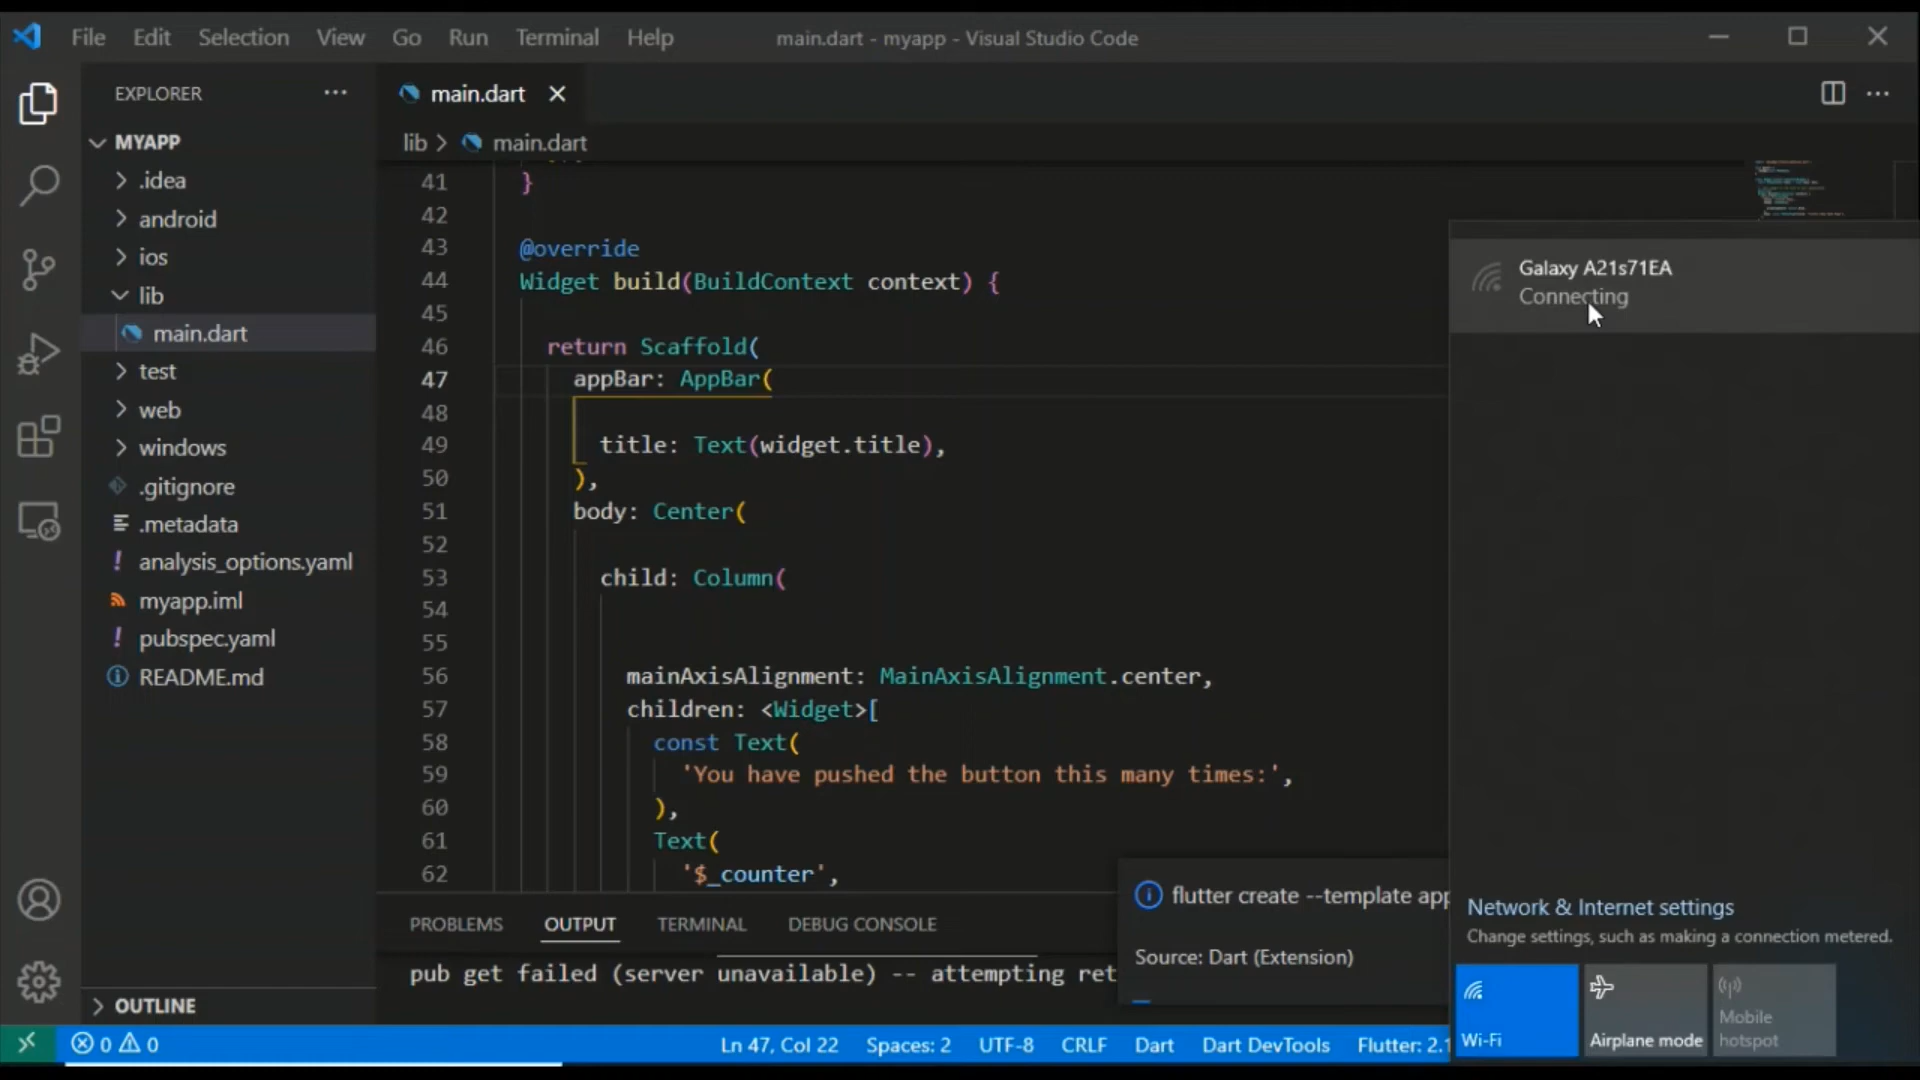 File Edit Selection View Go Run Terminal Help
main.dart - myapp - Visual Studio Code
EXPLORER
MYAPP
.idea
android
ios
lib
main.dart
test
web
windows
.gitignore
.metadata
analysis_options.yaml
myapp.iml
pubspec.yaml
README.md
OUTLINE
main.dart
lib > main.dart
41 }
42
43 @override
44 Widget build(BuildContext context) {
45
46 return Scaffold(
47 appBar: AppBar(
48
49 title: Text(widget.title),
50 ),
51 body: Center(
52
53 child: Column(
54
55
56 mainAxisAlignment: MainAxisAlignment.center,
57 children: <Widget>[
58 const Text(
59 'You have pushed the button this many times:',
60 ),
61 Text(
62 '$_counter',
PROBLEMS OUTPUT TERMINAL DEBUG CONSOLE
pub get failed (server unavailable) -- attempting ret
flutter create --template app
Source: Dart (Extension)
Galaxy A21s71EA
Connecting
Network & Internet settings
Change settings, such as making a connection metered.
Wi-Fi
Airplane mode
Mobile
hotspot
0 0 Ln 47, Col 22 Spaces: 2 UTF-8 CRLF Dart Dart DevTools Flutter: 2.1